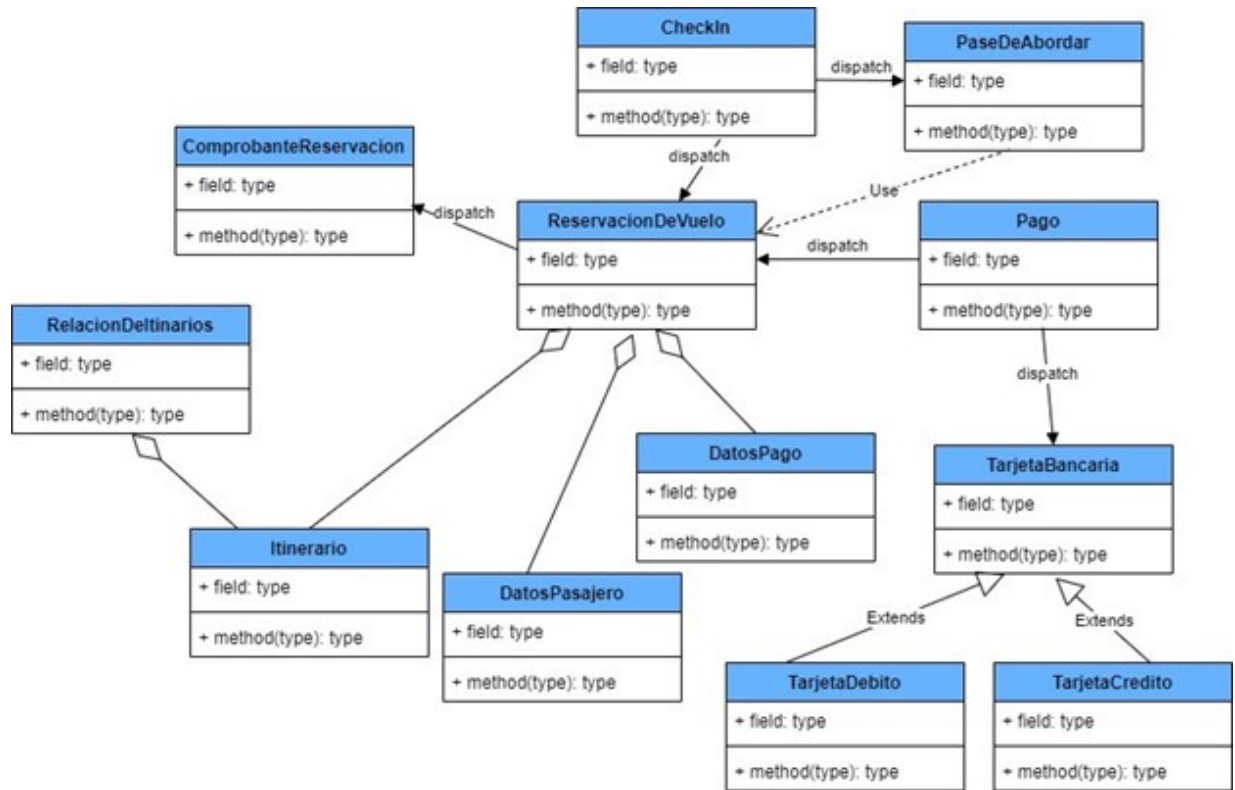 CheckIn
+ field: type
+ method(type): type
dispatch
PaseDeAbordar
+ field: type
+ method(type): type
dispatch
Use
ComprobanteReservacion
+ field: type
+ method(type): type
dispatch
ReservacionDeVuelo
+ field: type
+ method(type): type
dispatch
Pago
+ field: type
+ method(type): type
dispatch
RelacionDeItinarios
+ field: type
+ method(type): type
DatosPago
+ field: type
+ method(type): type
TarjetaBancaria
+ field: type
+ method(type): type
Itinerario
+ field: type
+ method(type): type
DatosPasajero
+ field: type
+ method(type): type
Extends
Extends
TarjetaDebito
+ field: type
+ method(type): type
TarjetaCredito
+ field: type
+ method(type): type